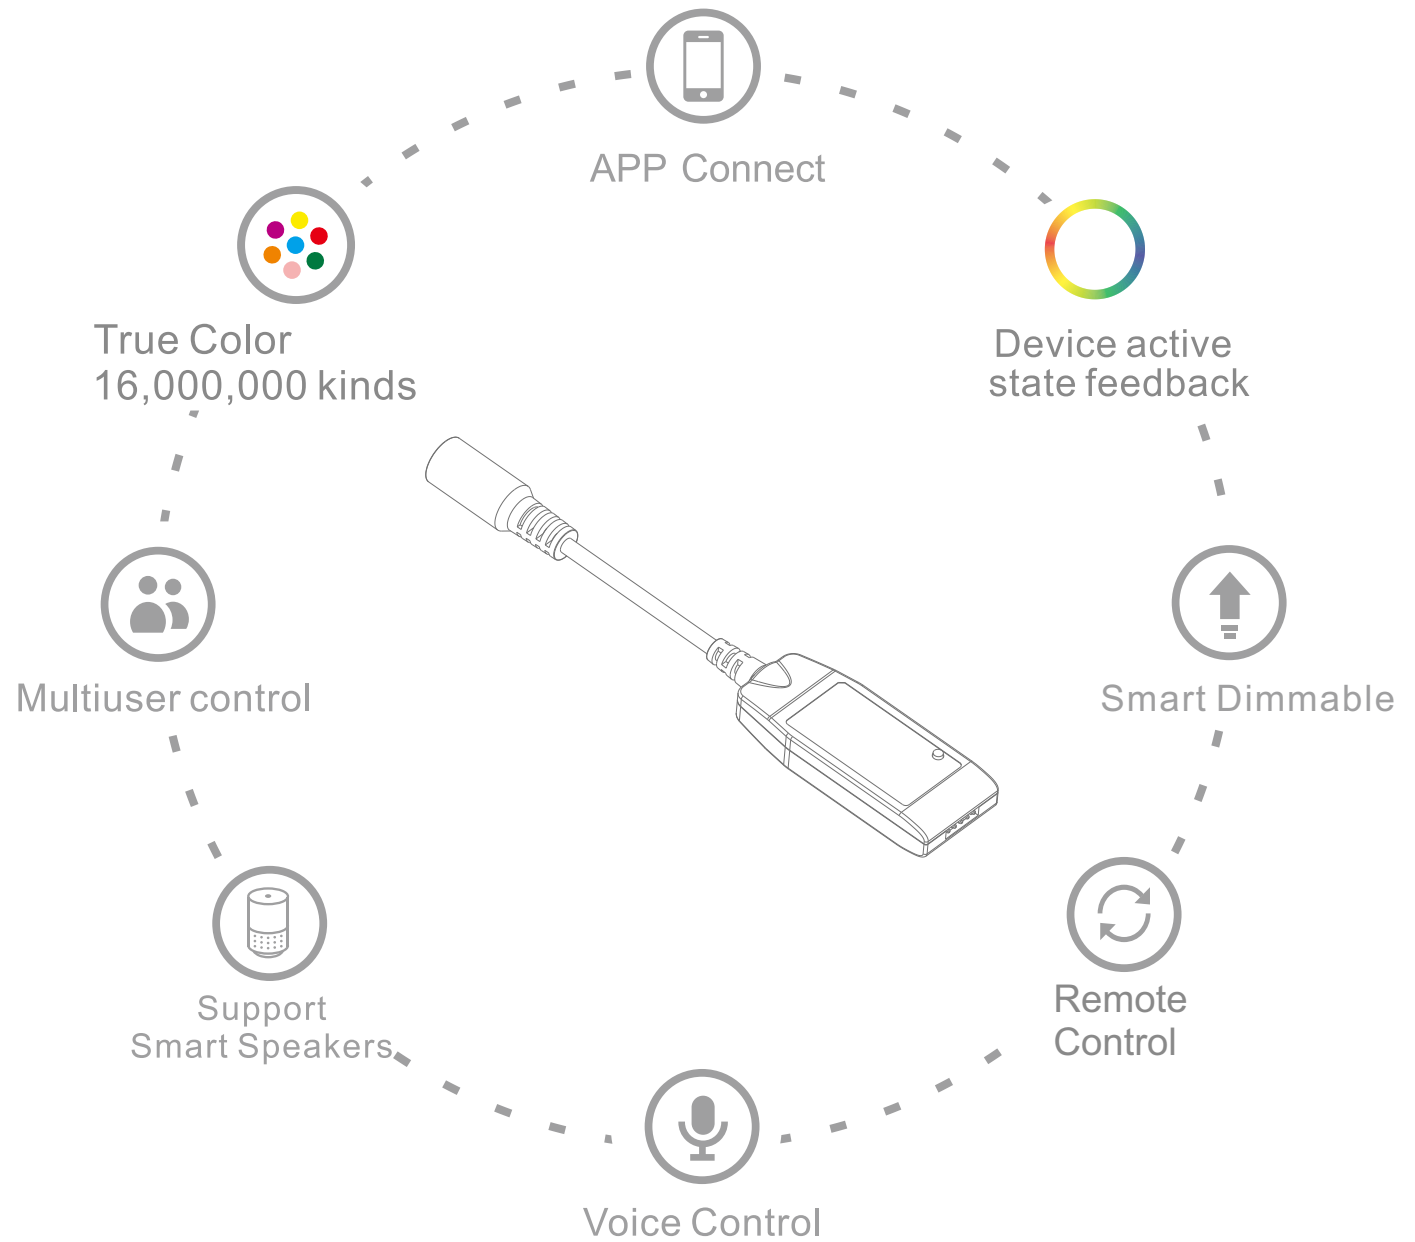 APP Connect
True Color
16,000,000 kinds
Device active
state feedback
Multiuser control
Smart Dimmable
Support
Smart Speakers
Remote
Control
Voice Control